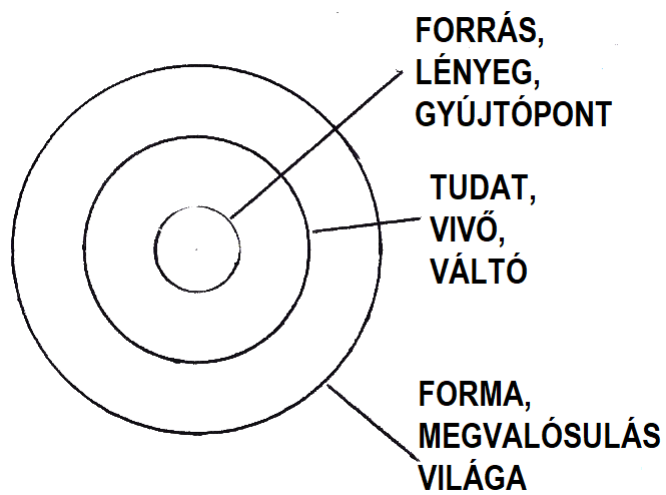 FORRÁS,
LÉNYEG,
GYÚJTÓPONT
TUDAT,
VIVŐ,
VÁLTÓ
FORMA,
MEGVALÓSULÁS
VILÁGA